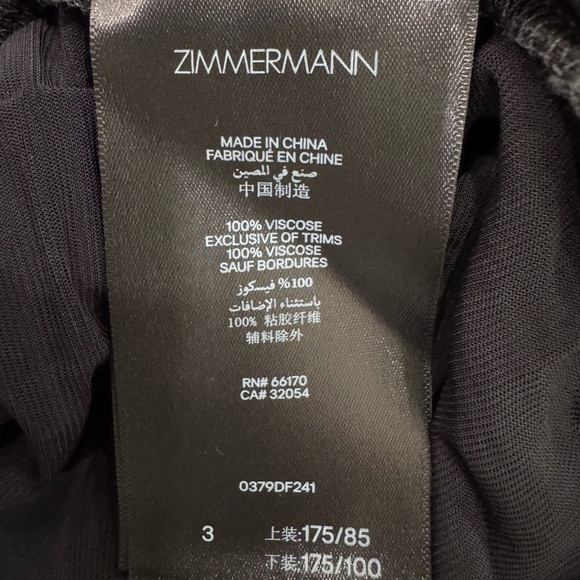 ZIMMERMANN
MADE IN CHINA
FABRIQUÉ EN CHINE
صنع في المصين
中国制造
100% VISCOSE
EXCLUSIVE OF TRIMS
100% VISCOSE
SAUF BORDURES
%100 فيسكوز
باستثناء الإضافات
100% 粘胶纤维
辅料除外
RN# 66170
CA# 32054
0379DF241
3 上装:175/85
下装:175/100